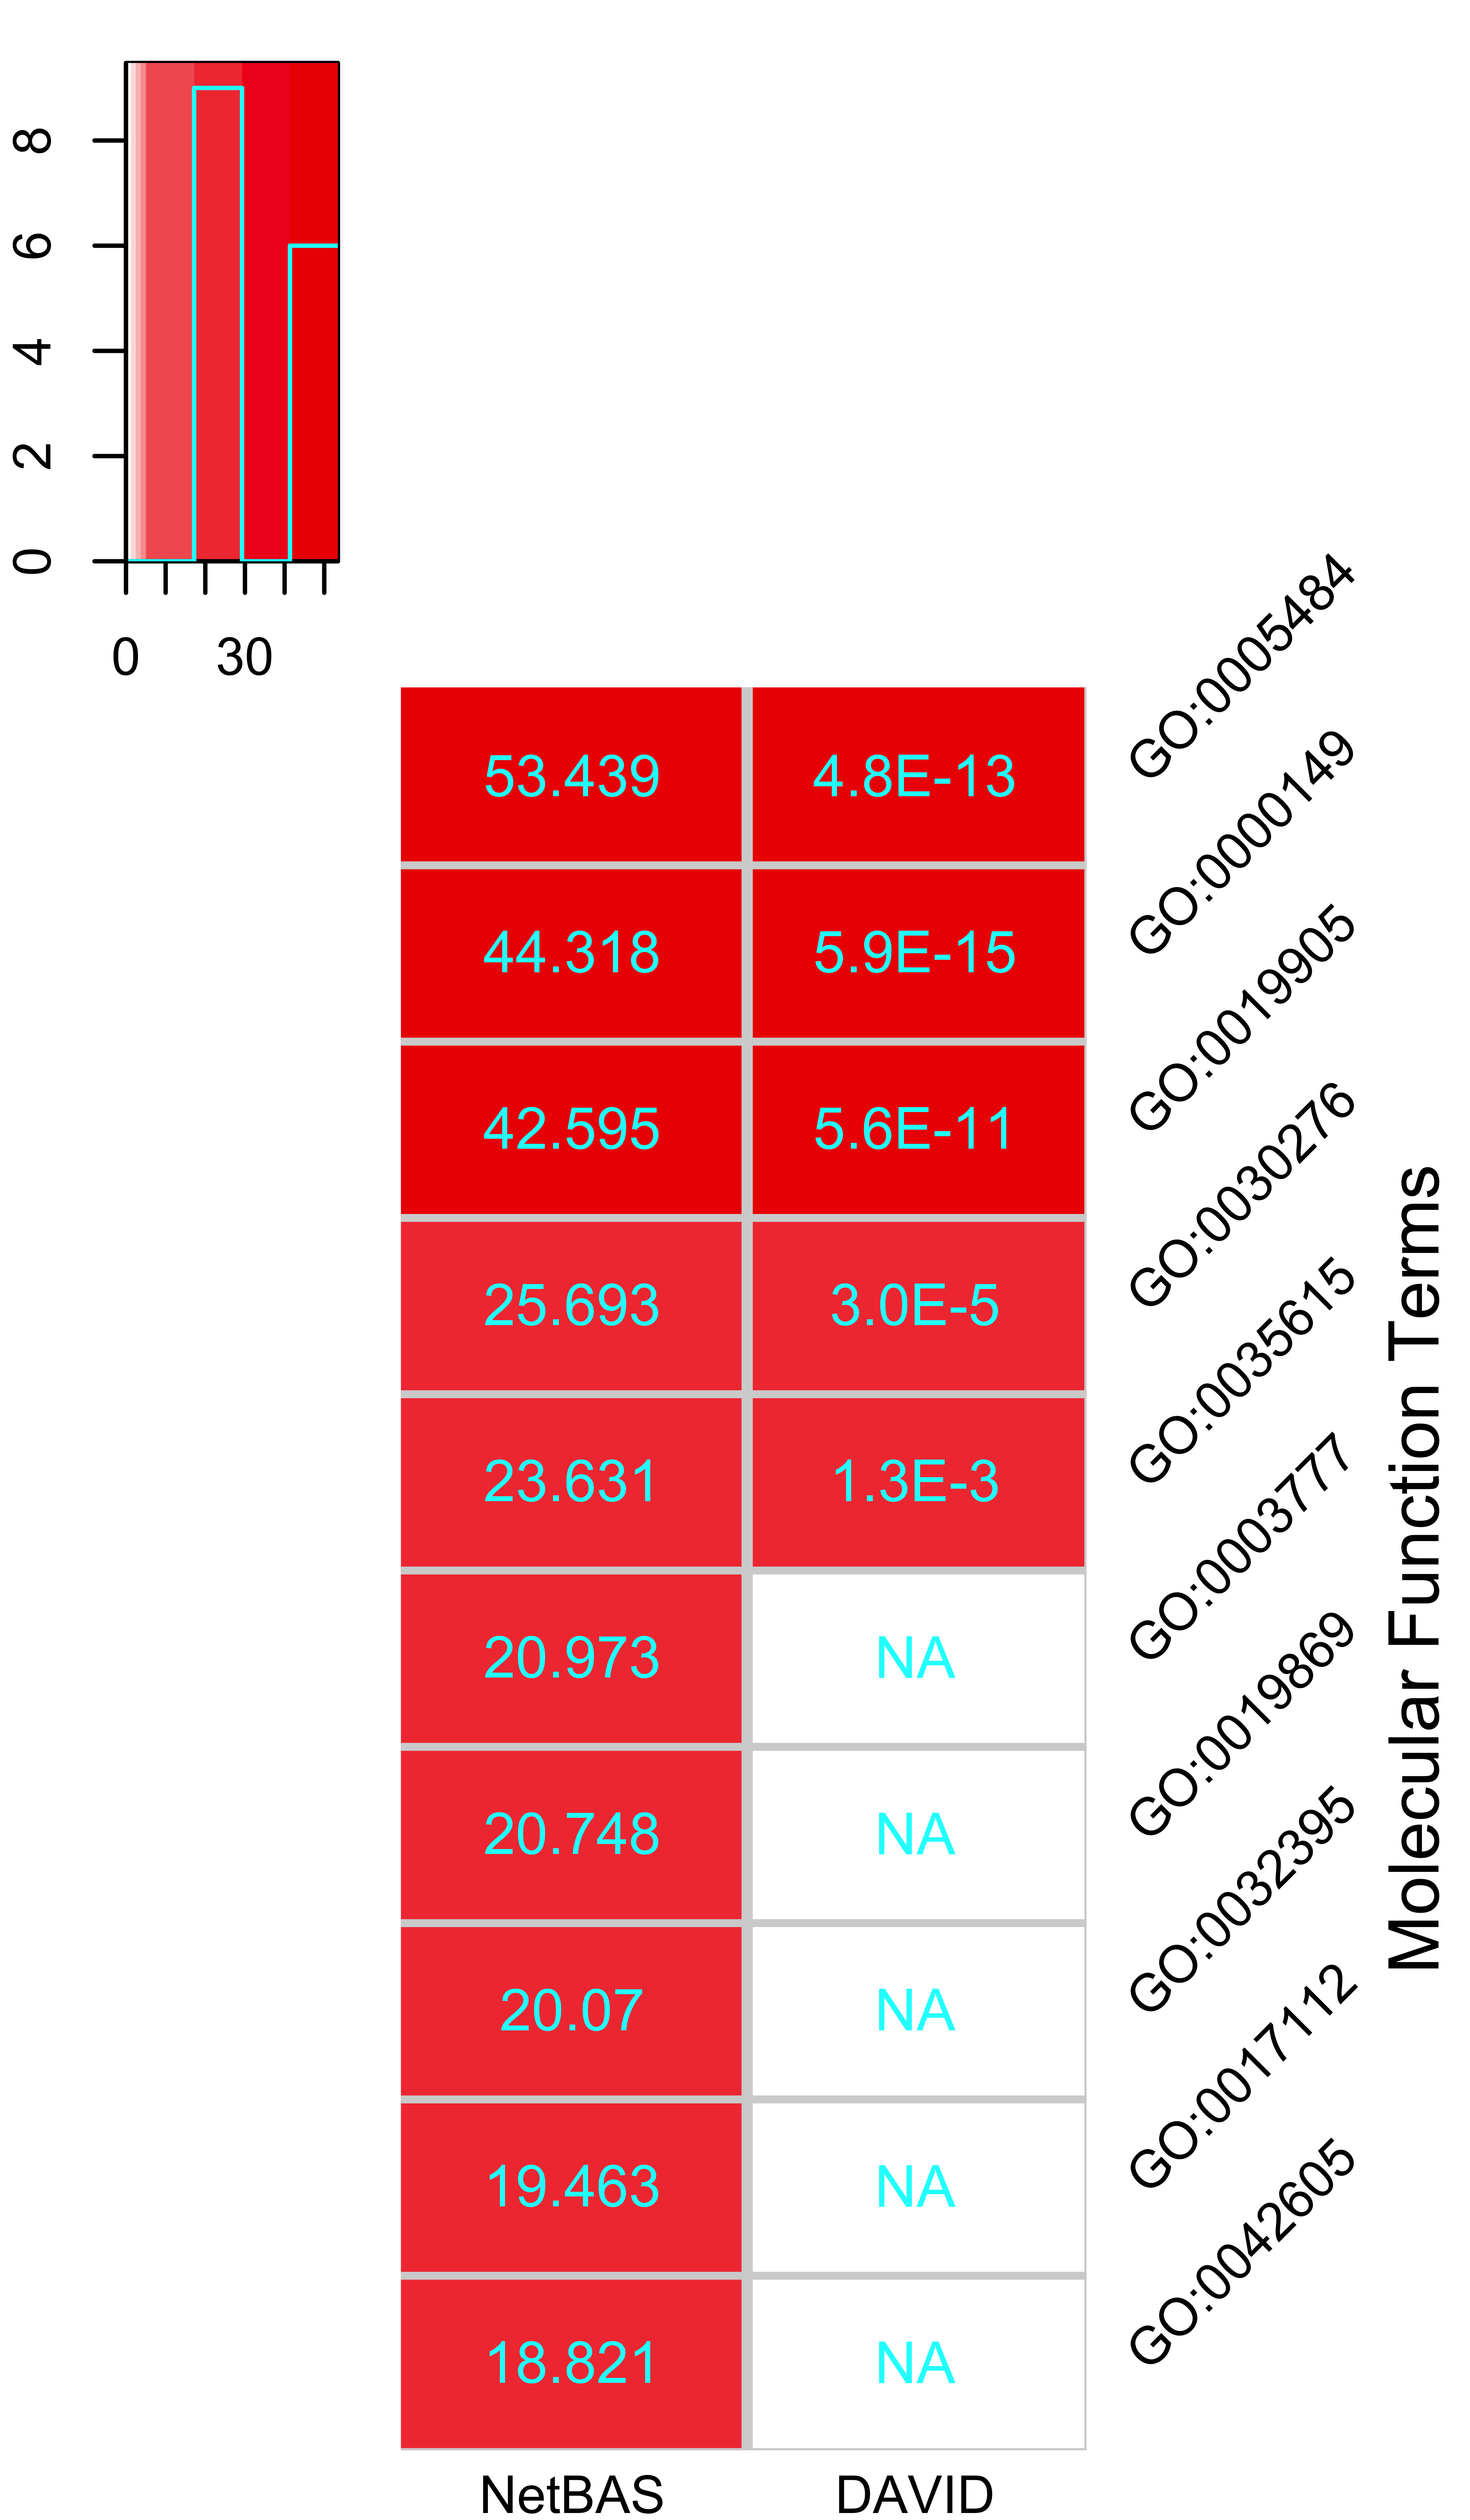 8
6
4
2
0
0 30
53.439 4.8E-13 GO:0005484
44.318 5.9E-15 GO:0000149
42.595 5.6E-11 GO:0019905
25.693 3.0E-5 GO:0030276
23.631 1.3E-3 GO:0035615
20.973 NA GO:0003777
20.748 NA GO:0019869
20.07 NA GO:0032395
19.463 NA GO:0017112
18.821 NA GO:0042605
NetBAS DAVID
Molecular Function Terms